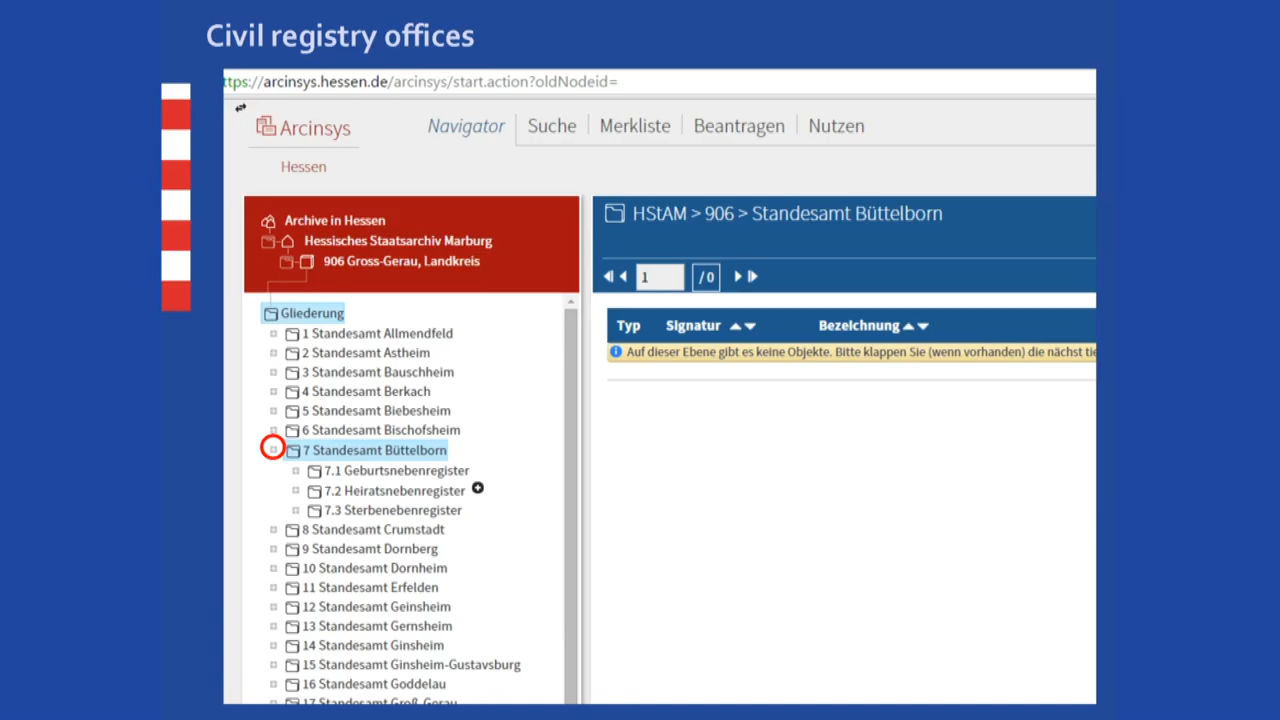 Civil registry offices
ttps://arcinsys.hessen.de/arcinsys/start.action?oldNodeid=
Arcinsys
Navigator
Suche
Merkliste
Beantragen
Nutzen
Hessen
Archive in Hessen
Hessisches Staatsarchiv Marburg
906 Gross-Gerau, Landkreis
Gliederung
1 Standesamt Allmendfeld
2 Standesamt Astheim
3 Standesamt Bauschheim
4 Standesamt Berkach
5 Standesamt Biebesheim
6 Standesamt Bischofsheim
7 Standesamt Büttelborn
7.1 Geburtsnebenregister
7.2 Heiratsnebenregister
7.3 Sterbenebenregister
8 Standesamt Crumstadt
9 Standesamt Dornberg
10 Standesamt Dornheim
11 Standesamt Erfelden
12 Standesamt Geinsheim
13 Standesamt Gernsheim
14 Standesamt Ginsheim
15 Standesamt Ginsheim-Gustavsburg
16 Standesamt Goddelau
17 Standesamt Groß-Gerau
HStAM > 906 > Standesamt Büttelborn
1 / 0
Typ Signatur Bezeichnung
Auf dieser Ebene gibt es keine Objekte. Bitte klappen Sie (wenn vorhanden) die nächst tie